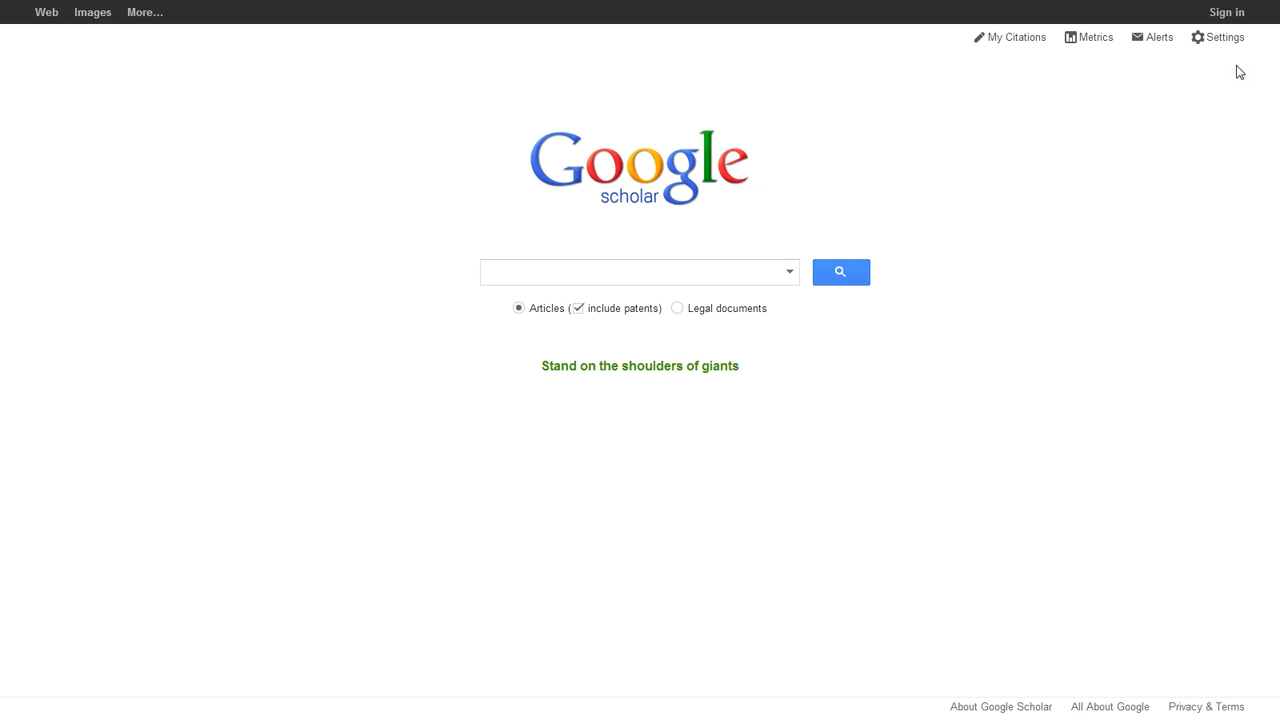 Web Images More... Sign in
My Citations Metrics Alerts Settings
Google
scholar
Articles ( include patents) Legal documents
Stand on the shoulders of giants
About Google Scholar All About Google Privacy & Terms